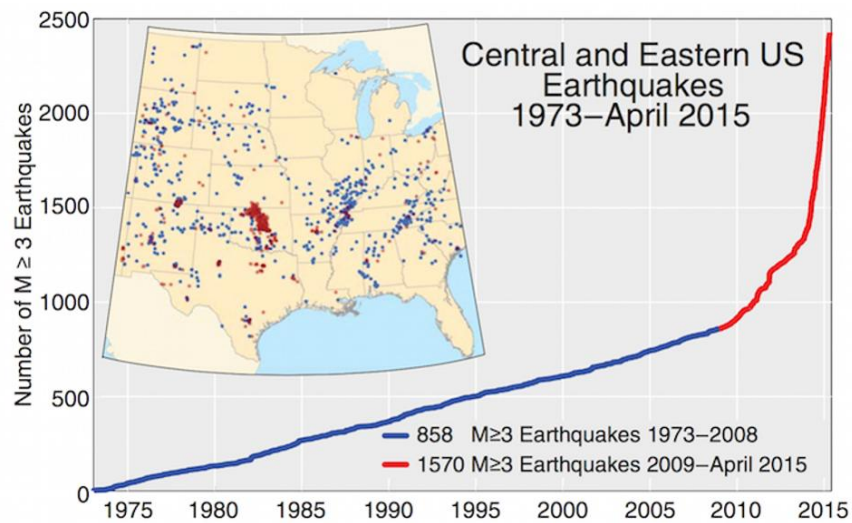 Central and Eastern US
Earthquakes
1973–April 2015
Number of M ≥ 3 Earthquakes
2500
2000
1500
1000
500
0
858 M≥3 Earthquakes 1973–2008
1570 M≥3 Earthquakes 2009–April 2015
1975 1980 1985 1990 1995 2000 2005 2010 2015